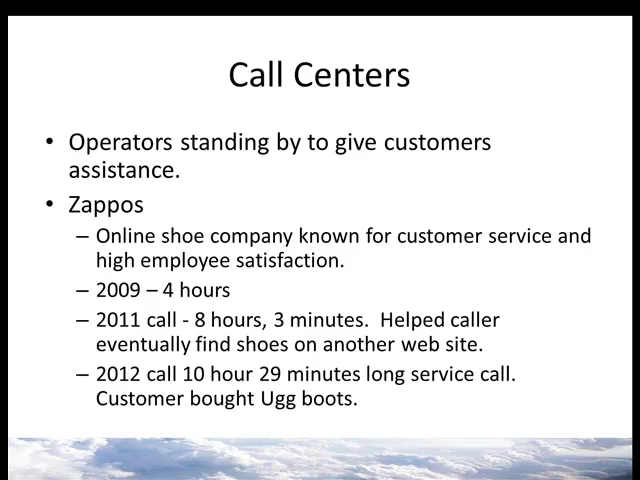 Call Centers
• Operators standing by to give customers
assistance.
• Zappos
– Online shoe company known for customer service and
high employee satisfaction.
– 2009 – 4 hours
– 2011 call - 8 hours, 3 minutes.  Helped caller
eventually find shoes on another web site.
– 2012 call 10 hour 29 minutes long service call.
Customer bought Ugg boots.